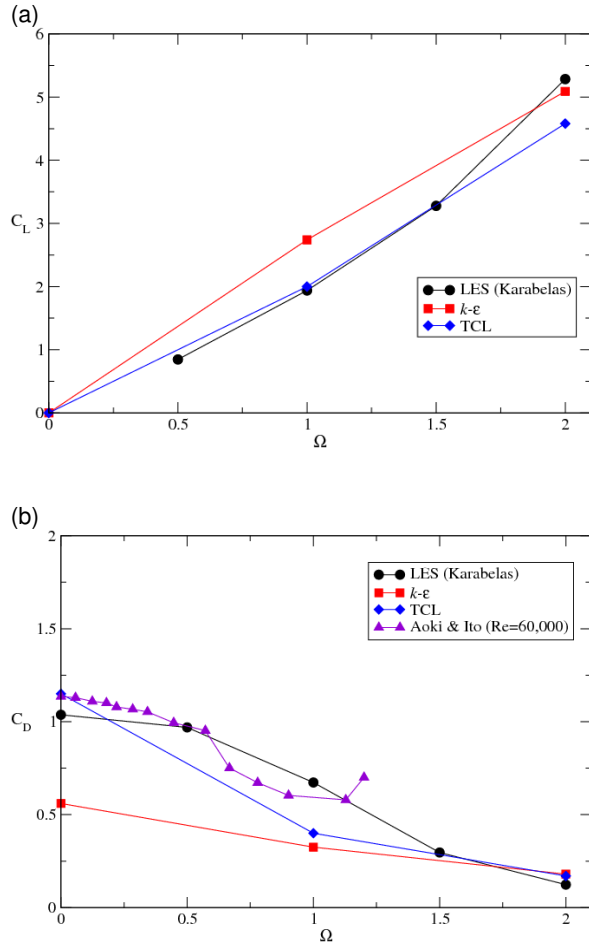 (a)
6
5
4
3
2
1
0
C_L
LES (Karabelas)
k-ε
TCL
0 0.5 1 1.5 2
Ω
(b)
2
1.5
1
0.5
0
C_D
LES (Karabelas)
k-ε
TCL
Aoki & Ito (Re=60,000)
0 0.5 1 1.5 2
Ω